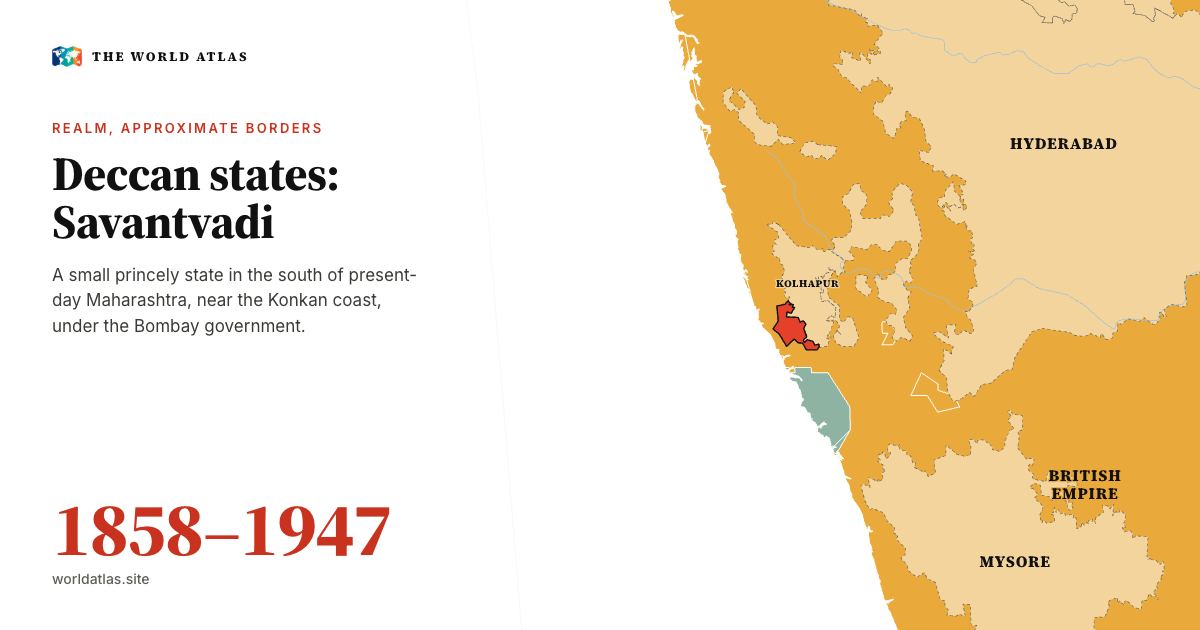 THE WORLD ATLAS
REALM, APPROXIMATE BORDERS
Deccan states:
Savantvadi
A small princely state in the south of present-
day Maharashtra, near the Konkan coast,
under the Bombay government.
1858–1947
worldatlas.site
HYDERABAD
KOLHAPUR
BRITISH
EMPIRE
MYSORE